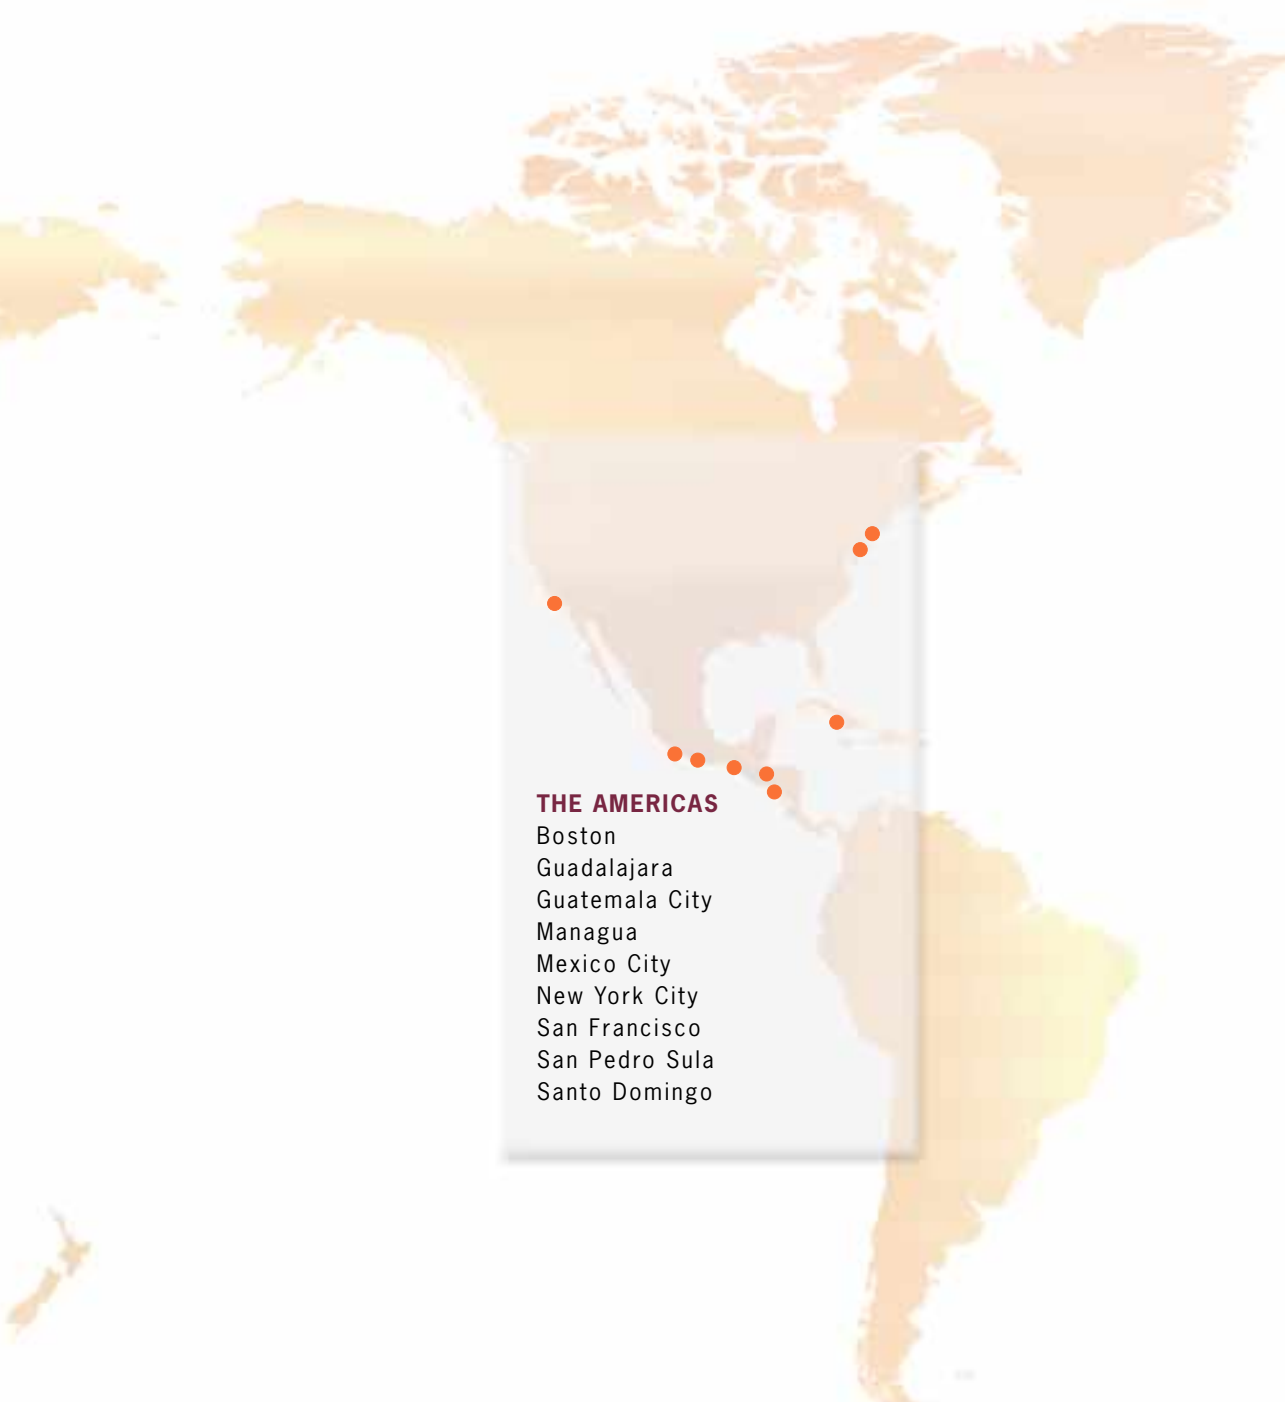 THE AMERICAS
Boston
Guadalajara
Guatemala City
Managua
Mexico City
New York City
San Francisco
San Pedro Sula
Santo Domingo